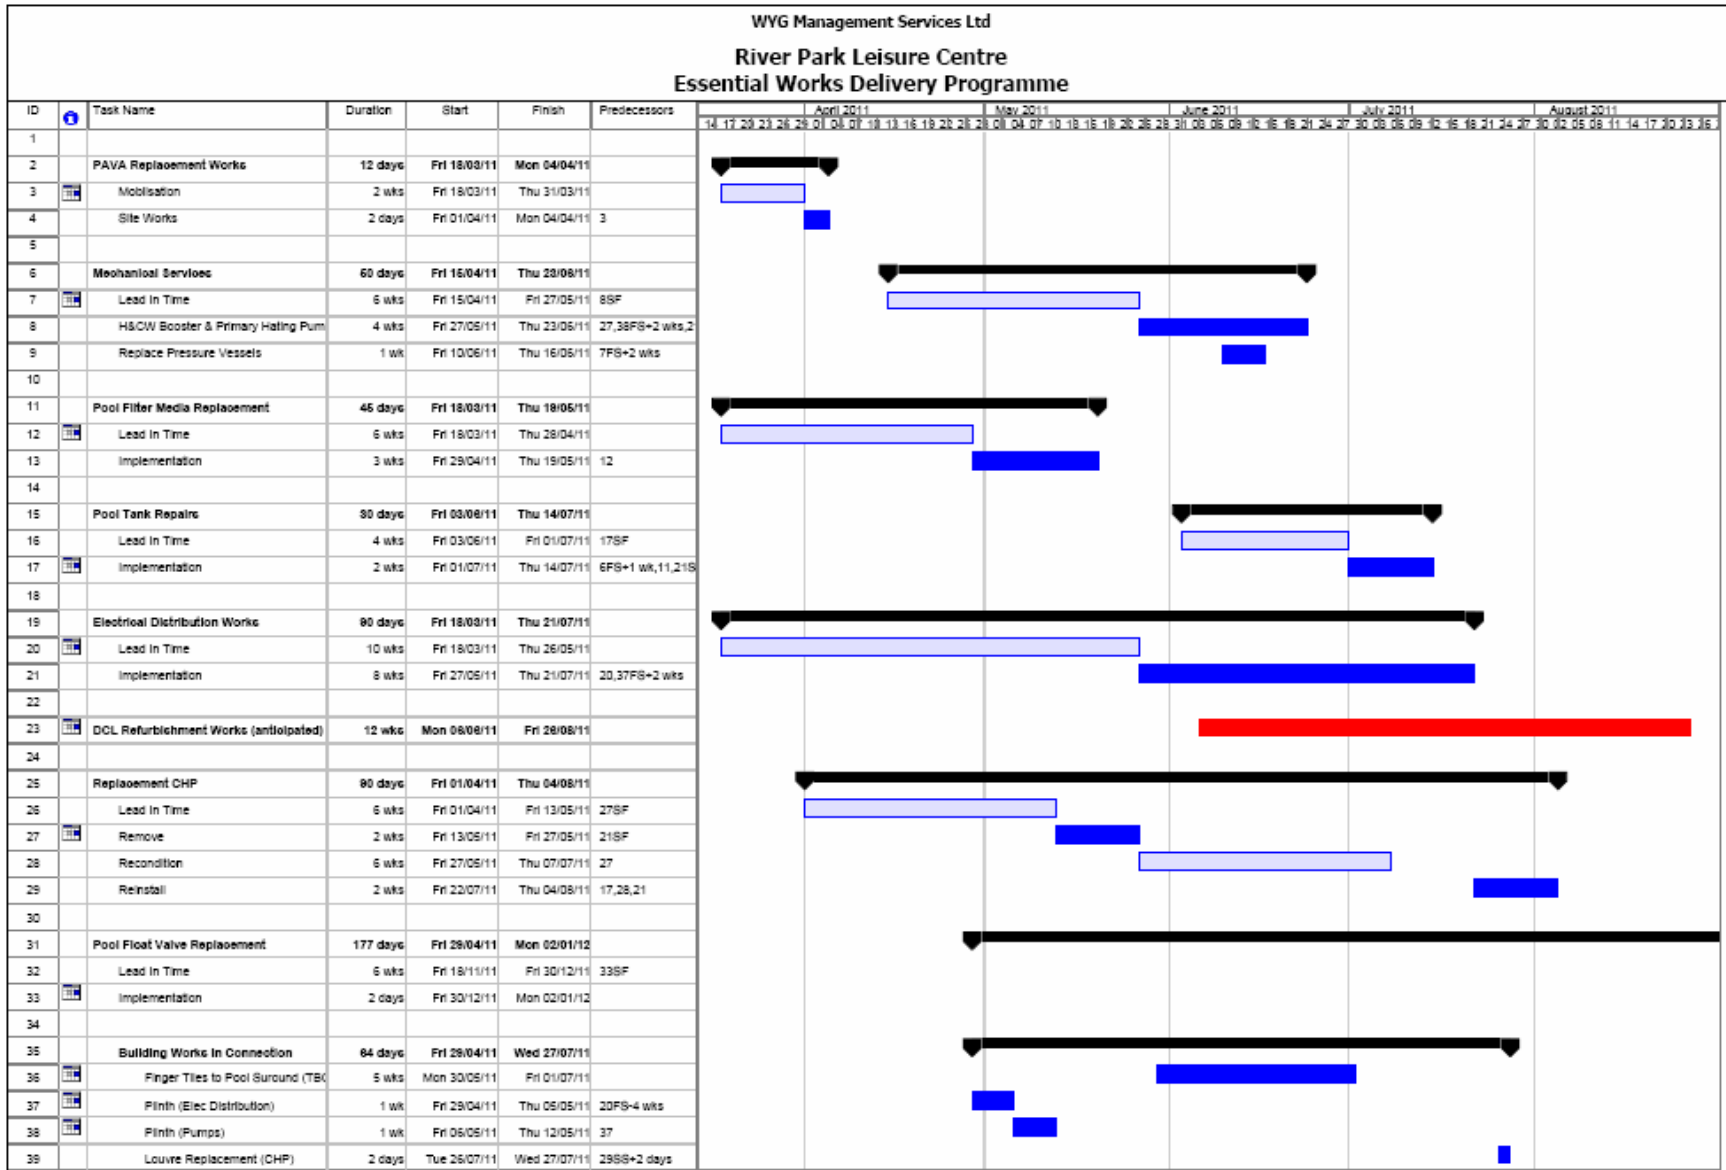 WYG Management Services Ltd
River Park Leisure Centre
Essential Works Delivery Programme
ID Task Name Duration Start Finish Predecessors April 2011 May 2011 June 2011 July 2011 August 2011
1
2 PAVA Replacement Works 12 days Fri 18/03/11 Mon 04/04/11
3 Mobilisation 2 wks Fri 18/03/11 Thu 31/03/11
4 Site Works 2 days Fri 01/04/11 Mon 04/04/11 3
5
6 Mechanical Services 50 days Fri 15/04/11 Thu 23/06/11
7 Lead In Time 6 wks Fri 15/04/11 Fri 27/05/11 8SF
8 H&CW Booster & Primary Hating Pum 4 wks Fri 27/05/11 Thu 23/06/11 27,38FS+2 wks,2
9 Replace Pressure Vessels 1 wk Fri 10/06/11 Thu 16/06/11 7FS+2 wks
10
11 Pool Filter Media Replacement 45 days Fri 18/03/11 Thu 19/05/11
12 Lead In Time 6 wks Fri 18/03/11 Thu 28/04/11
13 Implementation 3 wks Fri 29/04/11 Thu 19/05/11 12
14
15 Pool Tank Repairs 30 days Fri 03/06/11 Thu 14/07/11
16 Lead In Time 4 wks Fri 03/06/11 Fri 01/07/11 17SF
17 Implementation 2 wks Fri 01/07/11 Thu 14/07/11 6FS+1 wk,11,21S
18
19 Electrical Distribution Works 90 days Fri 18/03/11 Thu 21/07/11
20 Lead In Time 10 wks Fri 18/03/11 Thu 26/05/11
21 Implementation 8 wks Fri 27/05/11 Thu 21/07/11 20,37FS+2 wks
22
23 DCL Refurbishment Works (anticipated) 12 wks Mon 06/06/11 Fri 26/08/11
24
25 Replacement CHP 90 days Fri 01/04/11 Thu 04/08/11
26 Lead In Time 6 wks Fri 01/04/11 Fri 13/05/11 27SF
27 Remove 2 wks Fri 13/05/11 Fri 27/05/11 21SF
28 Recondition 6 wks Fri 27/05/11 Thu 07/07/11 27
29 Reinstall 2 wks Fri 22/07/11 Thu 04/08/11 17,28,21
30
31 Pool Float Valve Replacement 177 days Fri 29/04/11 Mon 02/01/12
32 Lead In Time 6 wks Fri 18/11/11 Fri 30/12/11 33SF
33 Implementation 2 days Fri 30/12/11 Mon 02/01/12
34
35 Building Works In Connection 64 days Fri 29/04/11 Wed 27/07/11
36 Finger Tiles to Pool Suround (TBC 5 wks Mon 30/05/11 Fri 01/07/11
37 Plinth (Elec Distribution) 1 wk Fri 29/04/11 Thu 05/05/11 20FS-4 wks
38 Plinth (Pumps) 1 wk Fri 06/05/11 Thu 12/05/11 37
39 Louvre Replacement (CHP) 2 days Tue 26/07/11 Wed 27/07/11 29SS+2 days